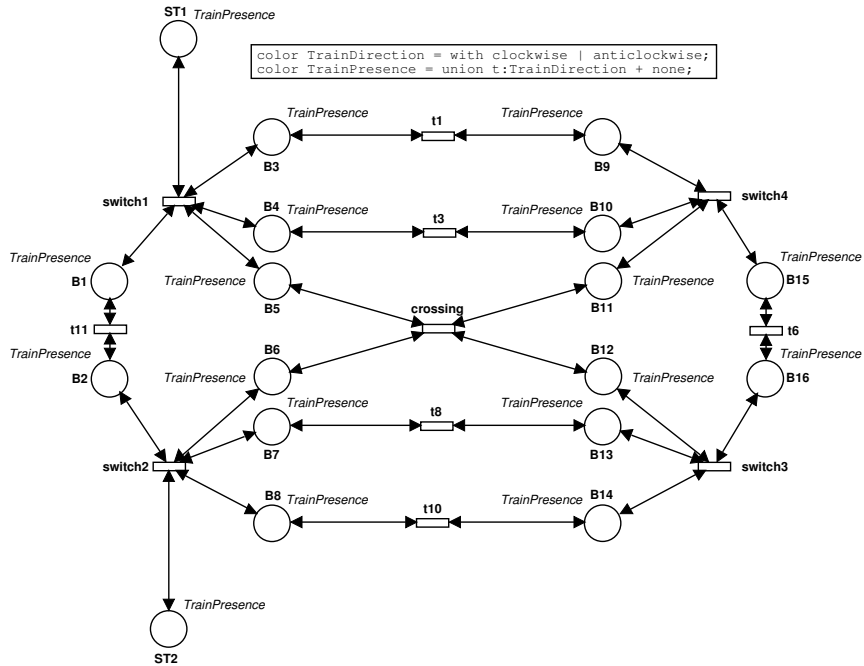 ST1 TrainPresence
color TrainDirection = with clockwise | anticlockwise;
color TrainPresence = union t:TrainDirection + none;
TrainPresence t1 TrainPresence
B3 B9
switch1 B4 TrainPresence t3 TrainPresence B10 switch4
TrainPresence TrainPresence TrainPresence TrainPresence
B1 B5 B11 B15
crossing
t11 t6
TrainPresence B6 B12 TrainPresence
B2 TrainPresence TrainPresence B16
TrainPresence t8 TrainPresence
B7 B13
switch2 switch3
B8 TrainPresence t10 TrainPresence B14
TrainPresence
ST2